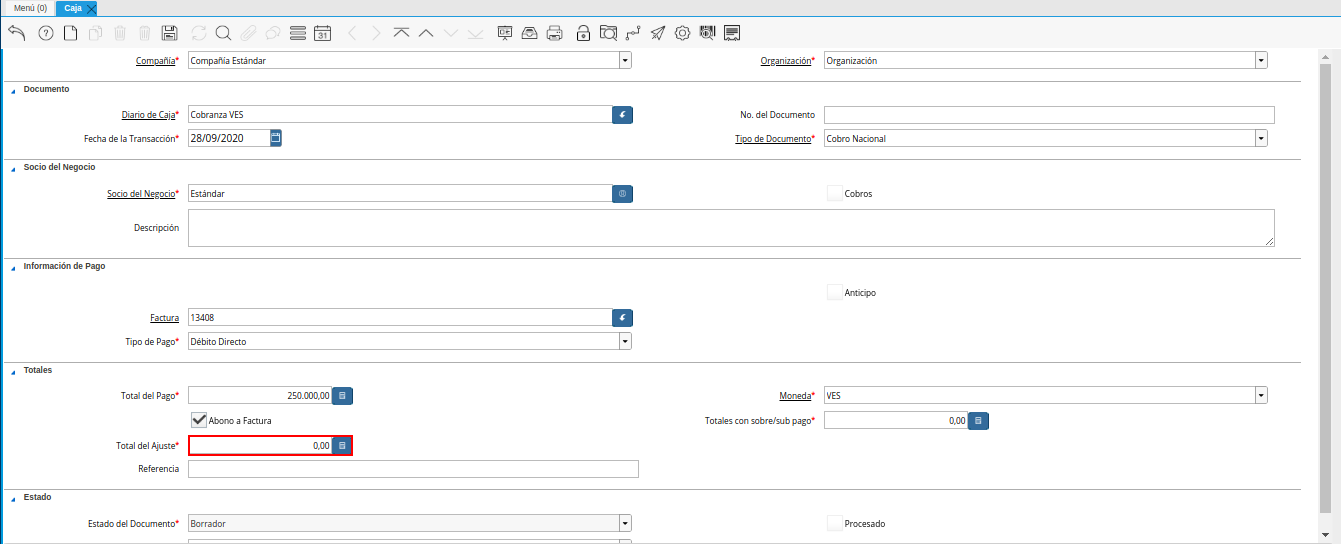 Menú (0) Caja
31
Compañía* Compañía Estándar Organización* Organización
Documento
Diario de Caja* Cobranza VES No. del Documento
Fecha de la Transacción* 28/09/2020 Tipo de Documento* Cobro Nacional
Socio del Negocio
Socio del Negocio* Estándar Cobros
Descripción
Información de Pago
Anticipo
Factura 13408
Tipo de Pago* Débito Directo
Totales
Total del Pago* 250.000,00 Moneda* VES
Abono a Factura Totales con sobre/sub pago* 0,00
Total del Ajuste* 0,00
Referencia
Estado
Estado del Documento* Borrador Procesado